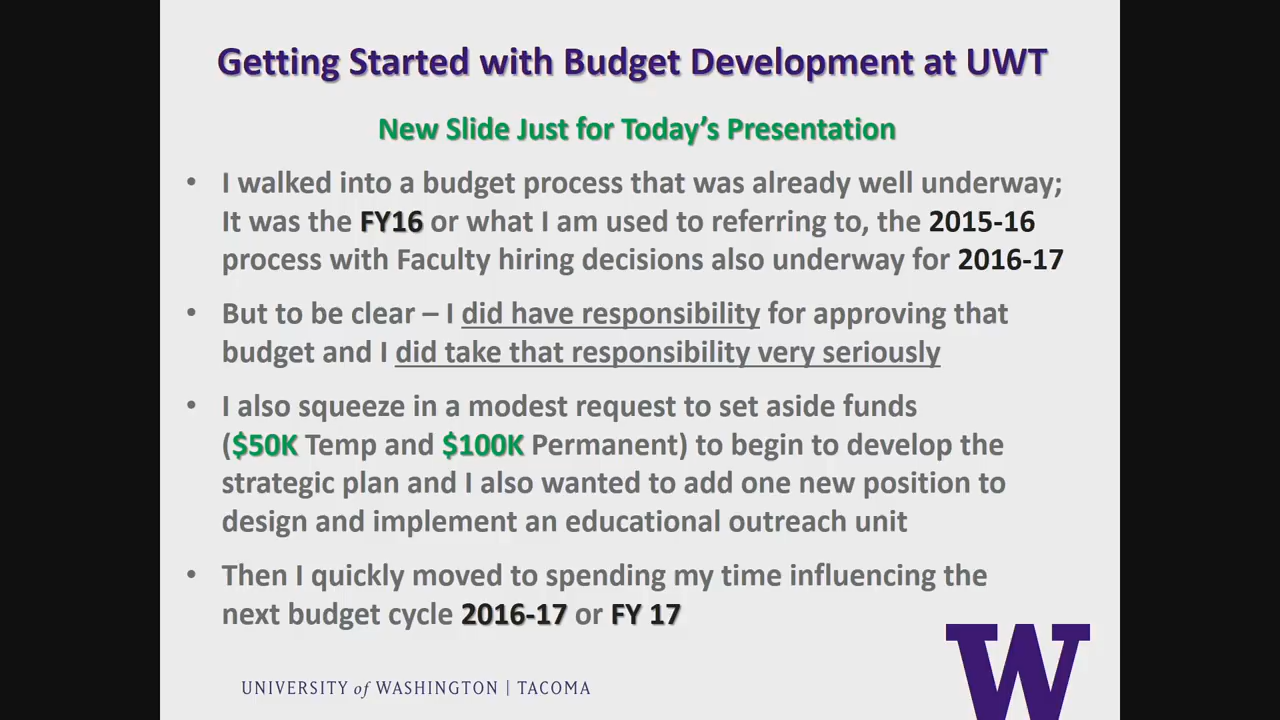 Getting Started with Budget Development at UWT
New Slide Just for Today's Presentation
• I walked into a budget process that was already well underway;
It was the FY16 or what I am used to referring to, the 2015-16
process with Faculty hiring decisions also underway for 2016-17
• But to be clear – I did have responsibility for approving that
budget and I did take that responsibility very seriously
• I also squeeze in a modest request to set aside funds
($50K Temp and $100K Permanent) to begin to develop the
strategic plan and I also wanted to add one new position to
design and implement an educational outreach unit
• Then I quickly moved to spending my time influencing the
next budget cycle 2016-17 or FY 17
UNIVERSITY of WASHINGTON | TACOMA
W